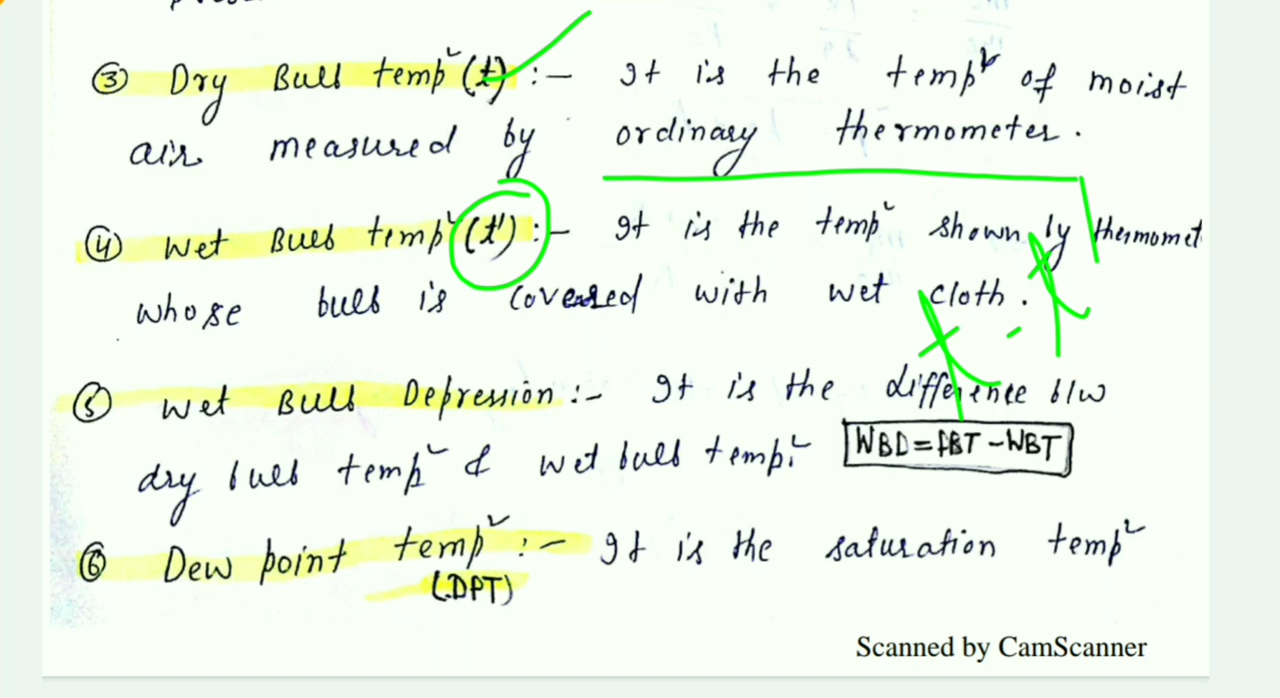 ③ Dry Bulb temp^r (t) :- It is the temp^r of moist
air measured by ordinary thermometer.
④ Wet Bulb temp^r (t') :- It is the temp^r shown by thermomet
whose bulb is covered with wet cloth.
⑤ Wet Bulb Depression :- It is the difference b/w
dry bulb temp^r & wet bulb temp^r. WBD = DBT - WBT
⑥ Dew point temp^r :- It is the saturation temp^r
(DPT)
Scanned by CamScanner